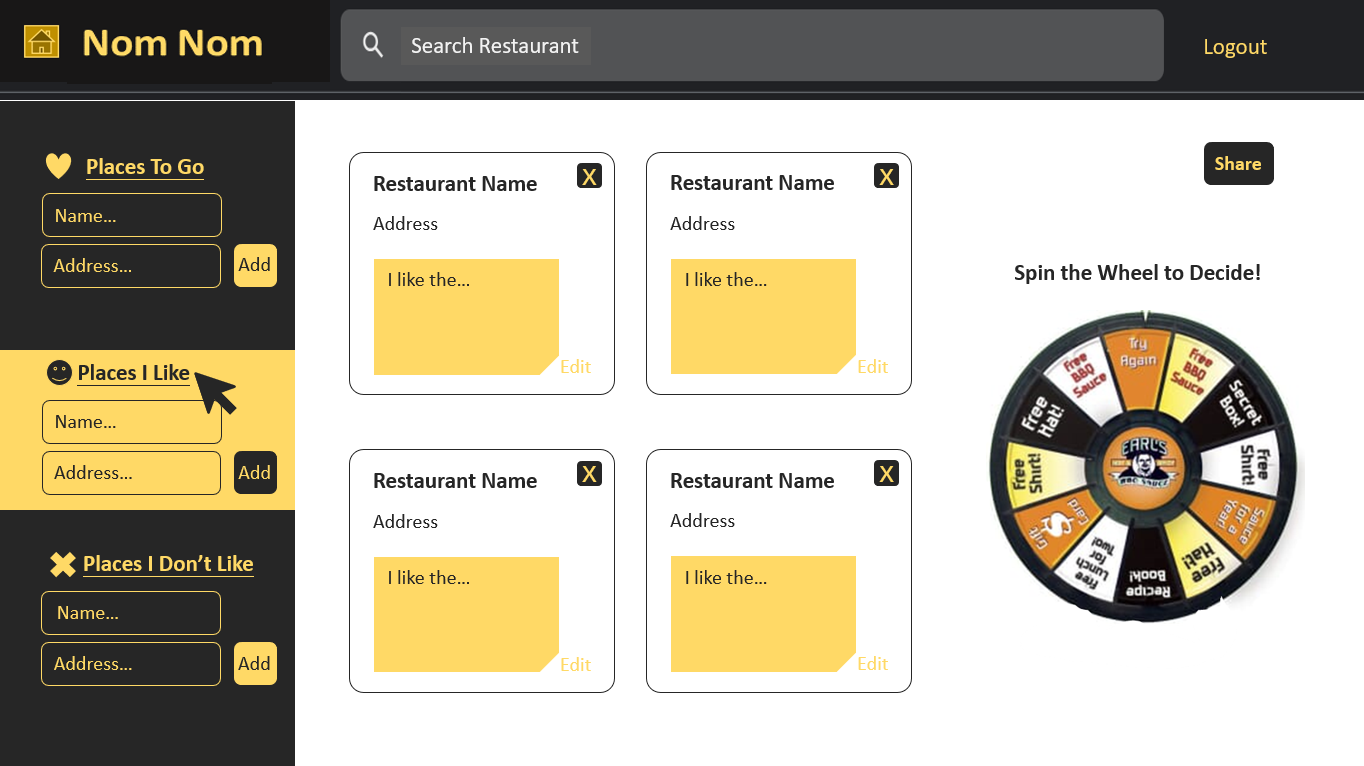 Nom Nom
Search Restaurant
Logout
Places To Go
Name...
Address...
Add
Places I Like
Name...
Address...
Add
Places I Don't Like
Name...
Address...
Add
Restaurant Name
X
Address
I like the...
Edit
Restaurant Name
X
Address
I like the...
Edit
Restaurant Name
X
Address
I like the...
Edit
Restaurant Name
X
Address
I like the...
Edit
Share
Spin the Wheel to Decide!
Try
Again
Free
BBQ
Sauce
Secret
Box!
Free
Shirt!
Sauce
for a
Year!
Free
Hat!
Recipe
Book!
Free
Lunch
for
Two!
Gift
$
Card
Free
Shirt!
Free
Hat!
Free
BBQ
Sauce
EARL'S
BBQ SAUCE